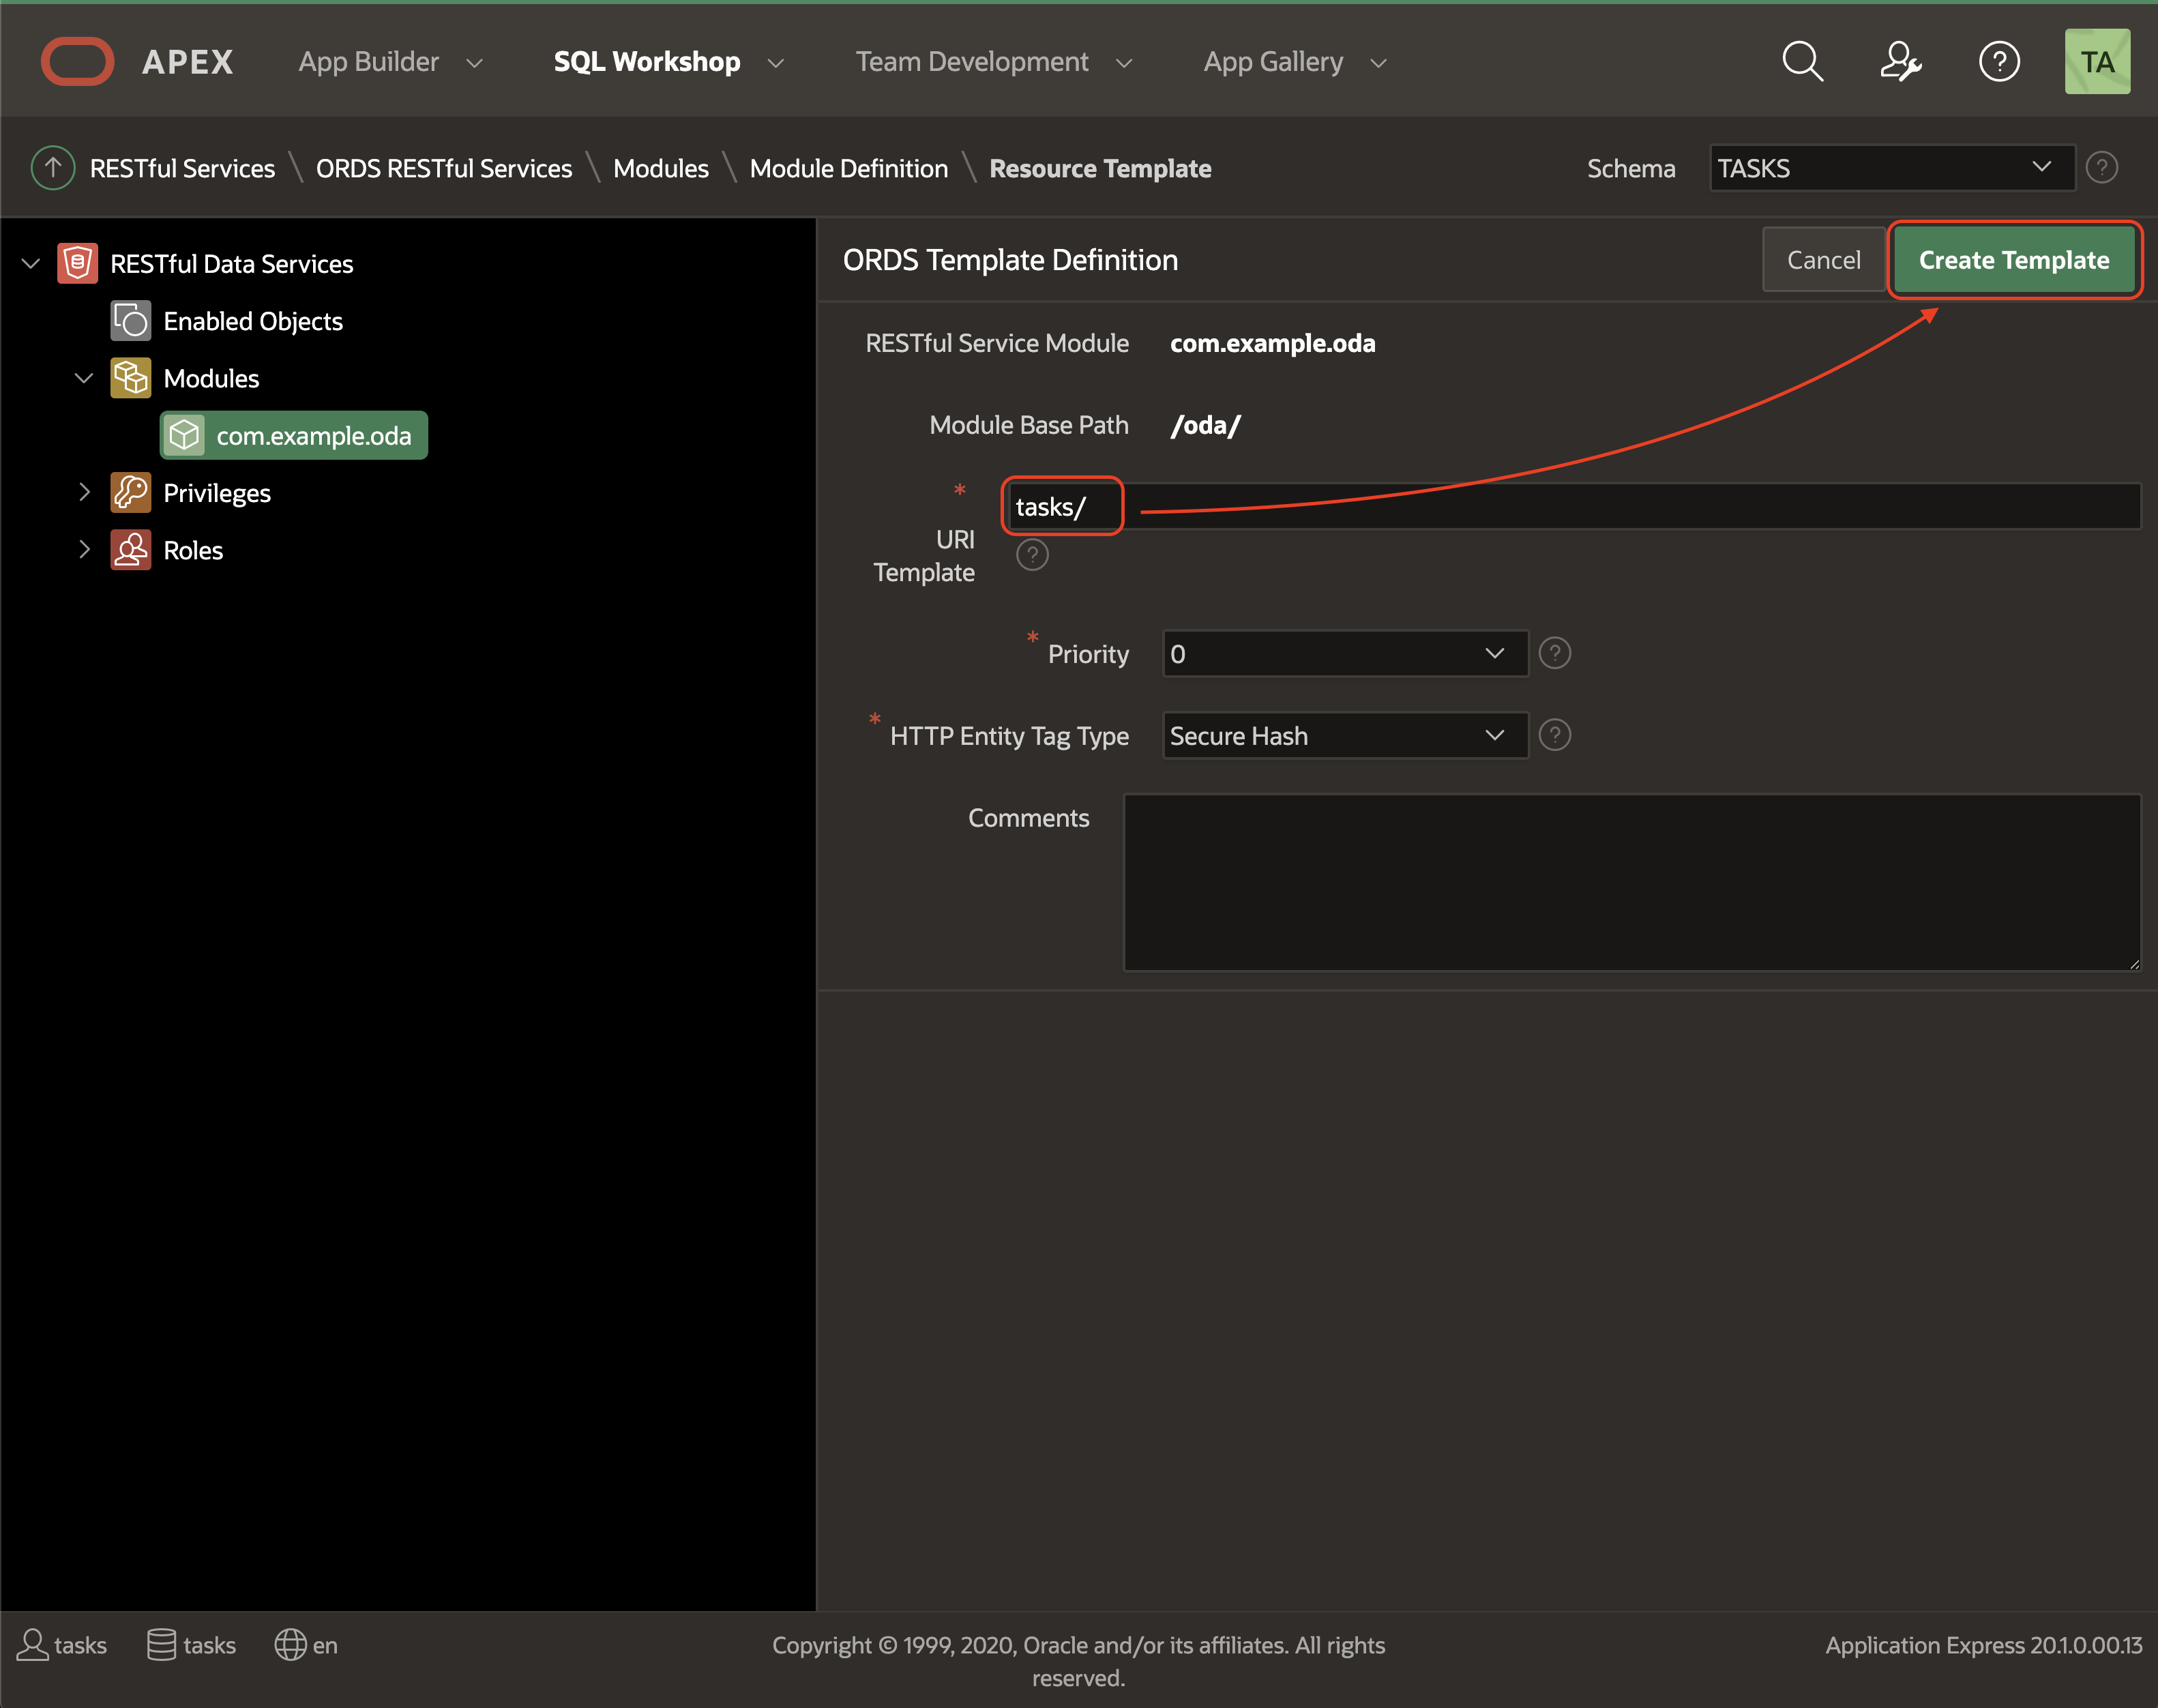 APEX App Builder SQL Workshop Team Development App Gallery ? TA
RESTful Services \ ORDS RESTful Services \ Modules \ Module Definition \ Resource Template Schema TASKS ?
RESTful Data Services
Enabled Objects
Modules
com.example.oda
Privileges
Roles
ORDS Template Definition Cancel Create Template
RESTful Service Module com.example.oda
Module Base Path /oda/
* tasks/
URI
Template ?
* Priority 0 ?
* HTTP Entity Tag Type Secure Hash ?
Comments
tasks tasks en
Copyright © 1999, 2020, Oracle and/or its affiliates. All rights
reserved.
Application Express 20.1.0.00.13